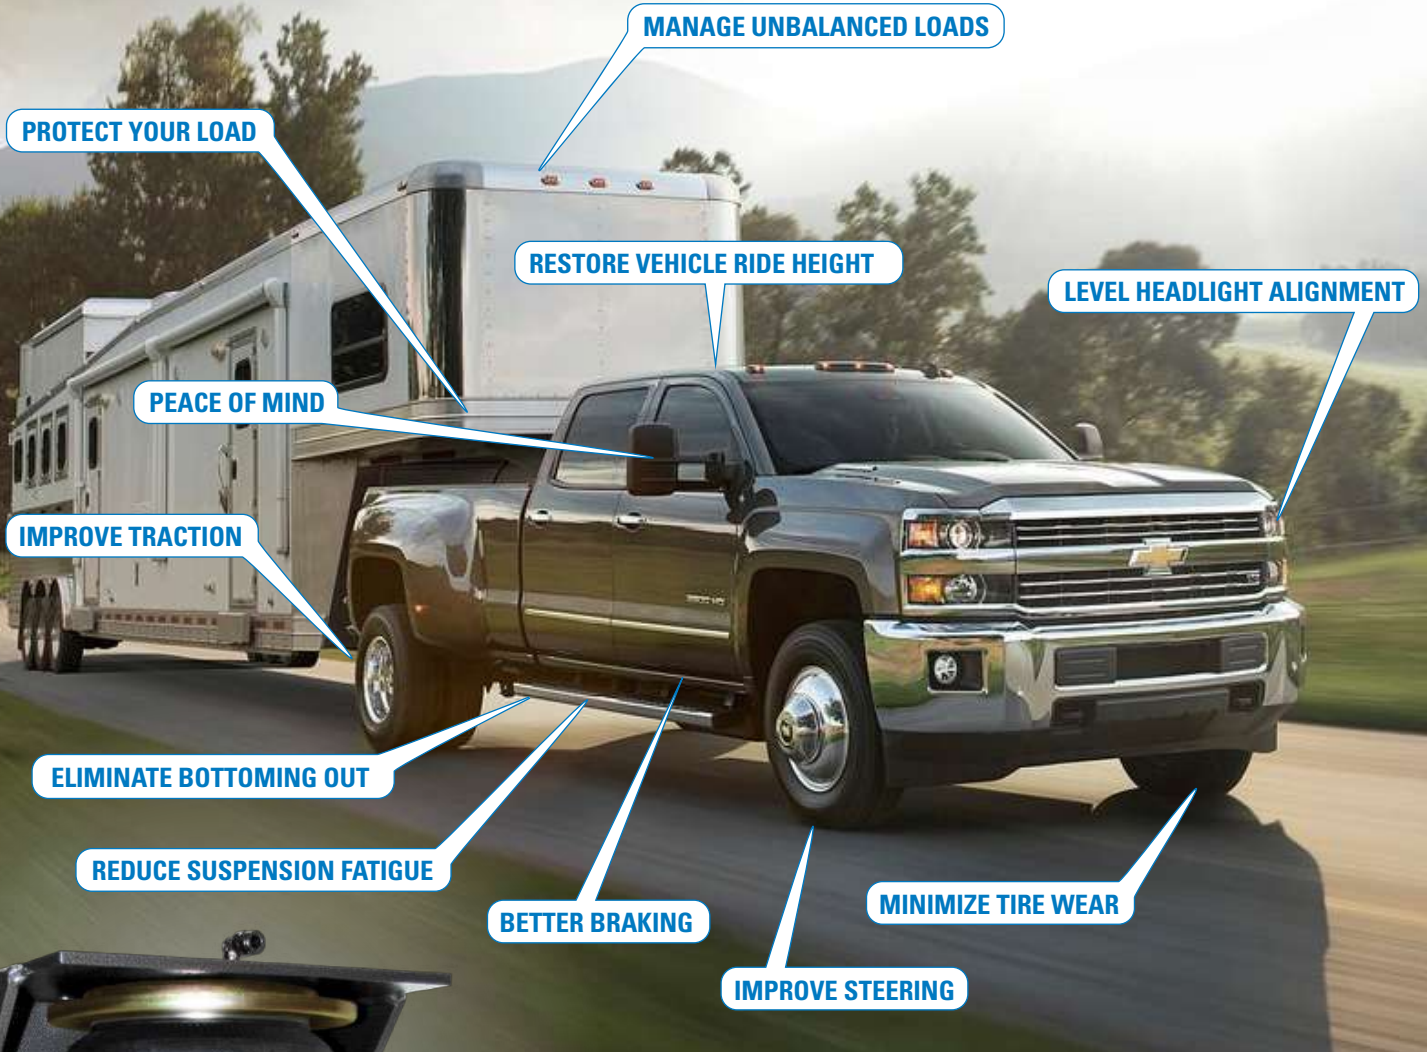 MANAGE UNBALANCED LOADS
PROTECT YOUR LOAD
RESTORE VEHICLE RIDE HEIGHT
LEVEL HEADLIGHT ALIGNMENT
PEACE OF MIND
IMPROVE TRACTION
ELIMINATE BOTTOMING OUT
REDUCE SUSPENSION FATIGUE
BETTER BRAKING
MINIMIZE TIRE WEAR
IMPROVE STEERING